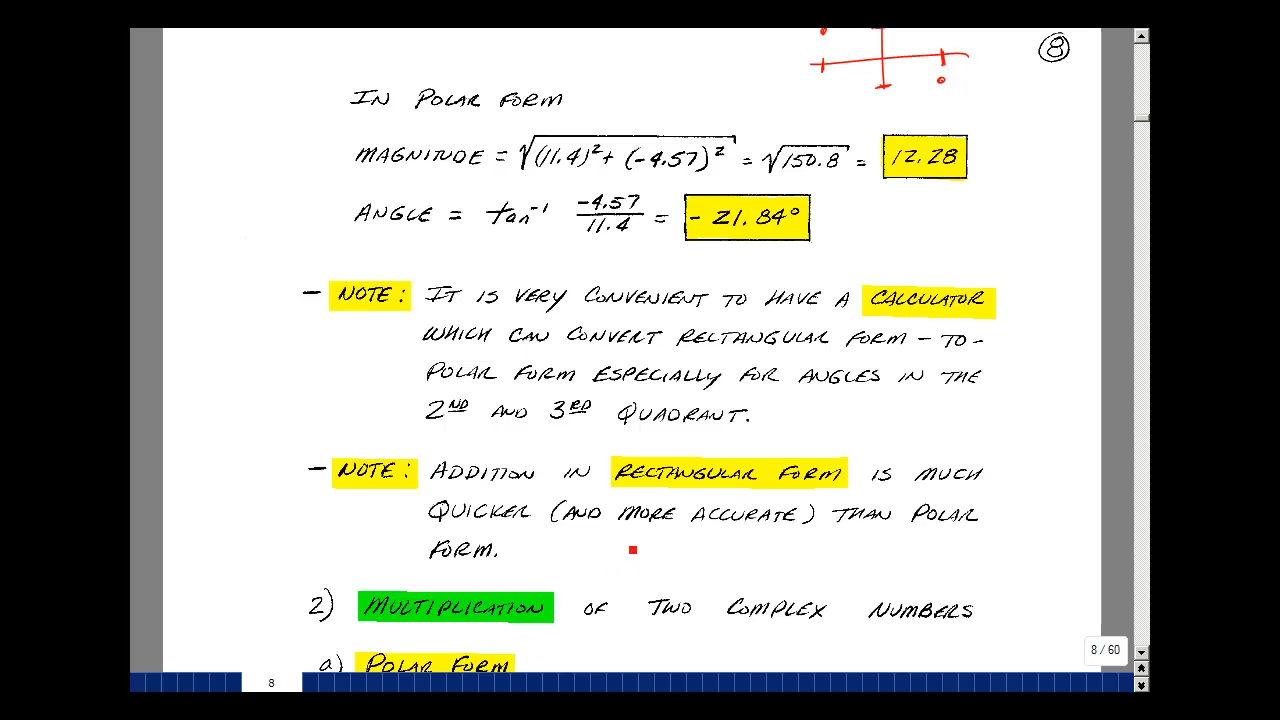 8
IN POLAR FORM
MAGNITUDE = √(11.4)² + (-4.57)² = √150.8 = 12.28
ANGLE = tan⁻¹ -4.57/11.4 = -21.84°
- NOTE: IT IS VERY CONVENIENT TO HAVE A CALCULATOR
WHICH CAN CONVERT RECTANGULAR FORM - TO -
POLAR FORM ESPECIALLY FOR ANGLES IN THE
2ND AND 3RD QUADRANT.
- NOTE: ADDITION IN RECTANGULAR FORM IS MUCH
QUICKER (AND MORE ACCURATE) THAN POLAR
FORM.
2) MULTIPLICATION OF TWO COMPLEX NUMBERS
a) POLAR FORM
8 / 60
8